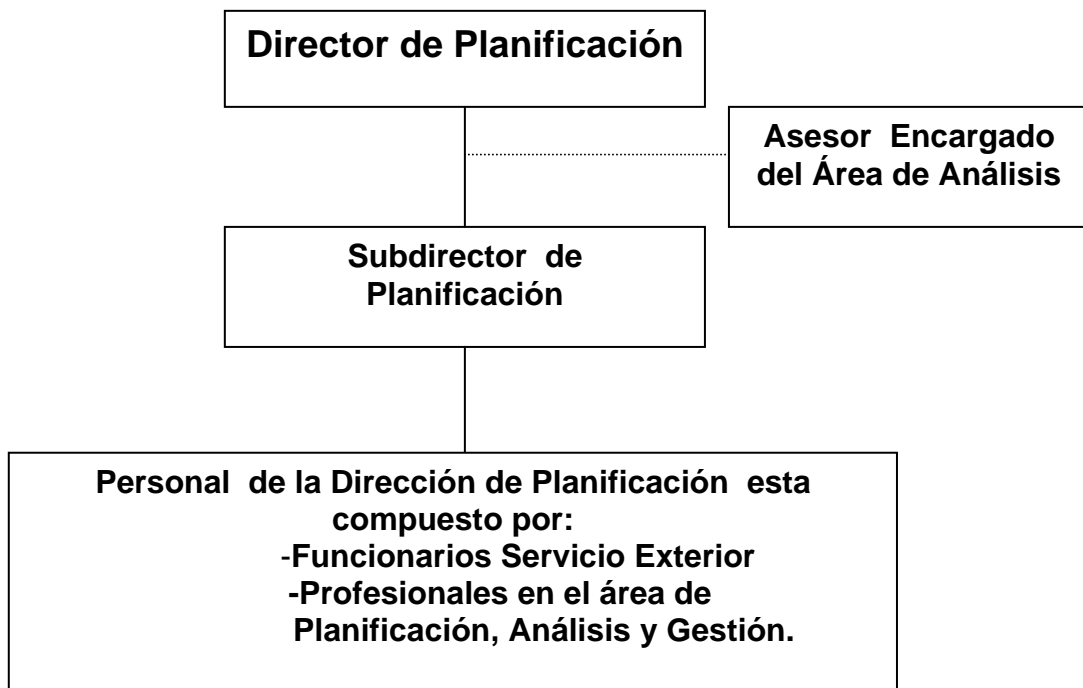 Director de Planificación
Asesor Encargado
del Área de Análisis
Subdirector de
Planificación
Personal de la Dirección de Planificación esta
compuesto por:
-Funcionarios Servicio Exterior
-Profesionales en el área de
Planificación, Análisis y Gestión.